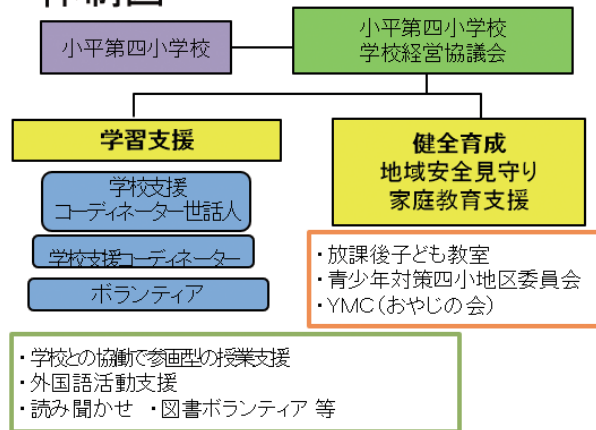 体制図
小平第四小学校
小平第四小学校
学校経営協議会
学習支援
健全育成
地域安全見守り
家庭教育支援
学校支援
コーディネーター世話人
学校支援コーディネーター
ボランティア
・放課後子ども教室
・青少年対策四小地区委員会
・YMC（おやじの会）
・学校との協働で参画型の授業支援
・外国語活動支援
・読み聞かせ ・図書ボランティア 等